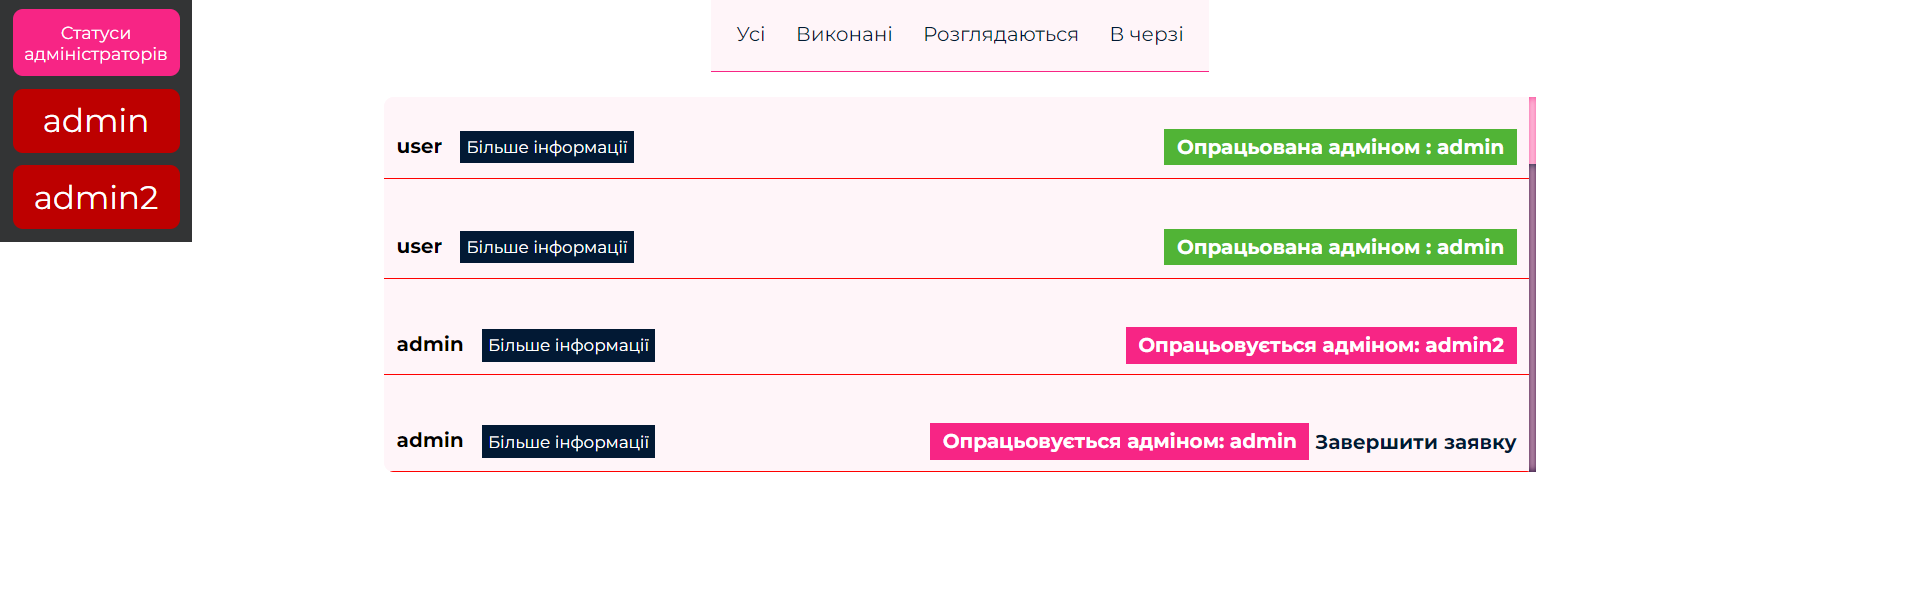 Статуси
адміністраторів
admin
admin2
Усі Виконані Розглядаються В черзі
user Більше інформації Опрацьована адміном : admin
user Більше інформації Опрацьована адміном : admin
admin Більше інформації Опрацьовується адміном: admin2
admin Більше інформації Опрацьовується адміном: admin Завершити заявку